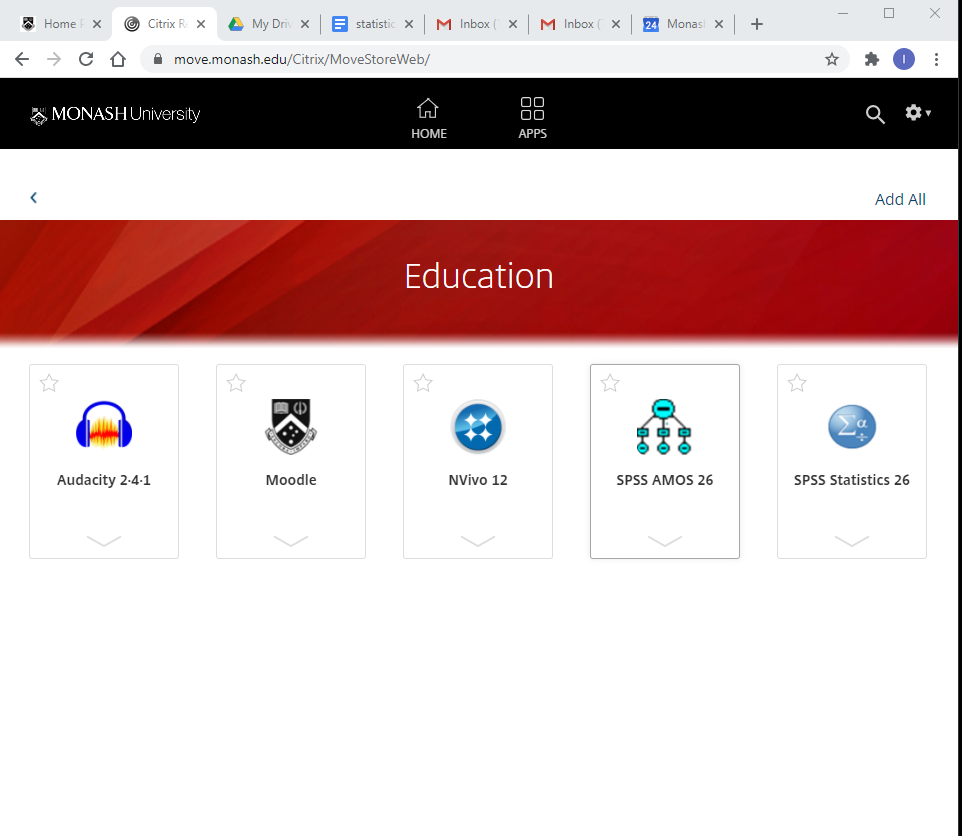 Home
Citrix R
My Driv
statistic
Inbox (
Inbox (
24
Monas
move.monash.edu/Citrix/MoveStoreWeb/
I
MONASH University
HOME
APPS
Add All
Education
Audacity 2·4·1
Moodle
NVivo 12
SPSS AMOS 26
SPSS Statistics 26